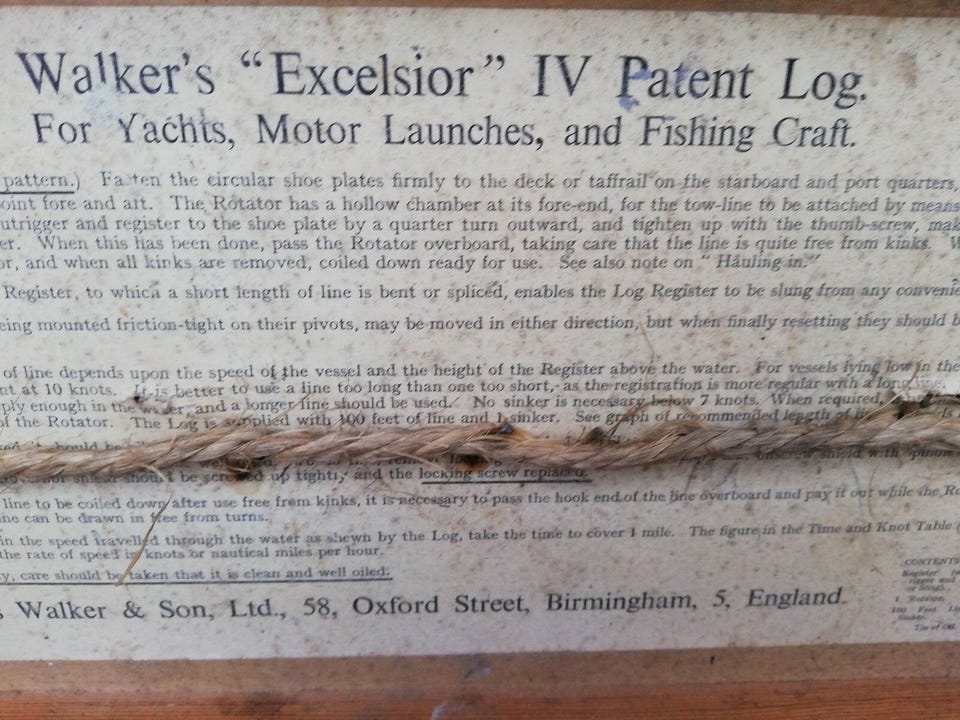 Walker's “Excelsior” IV Patent Log.
For Yachts, Motor Launches, and Fishing Craft.
pattern.) Fasten the circular shoe plates firmly to the deck or taffrail on the starboard and port quarters,
oint fore and aft. The Rotator has a hollow chamber at its fore-end, for the tow-line to be attached by means
utrigger and register to the shoe plate by a quarter turn outward, and tighten up with the thumb-screw, mak
er. When this has been done, pass the Rotator overboard, taking care that the line is quite free from kinks. W
or, and when all kinks are removed, coiled down ready for use. See also note on “Hauling in.”
Register, to which a short length of line is bent or spliced, enables the Log Register to be slung from any convenie
eing mounted friction-tight on their pivots, may be moved in either direction, but when finally resetting they should b
of line depends upon the speed of the vessel and the height of the Register above the water. For vessels lying low in the
nt at 10 knots. It is better to use a line too long than one too short, as the registration is more regular with a long line.
ply enough in the water, and a longer line should be used. No sinker is necessary below 7 knots. When required,
of the Rotator. The Log is supplied with 100 feet of line and 1 sinker. See graph of recommended length of
should be screwed up tightly and the locking screw replaced.
line to be coiled down after use free from kinks, it is necessary to pass the hook end of the line overboard and pay it out while the Ro
ne can be drawn in free from turns.
in the speed travelled through the water as shewn by the Log, take the time to cover 1 mile. The figure in the Time and Knot Table
the rate of speed in knots or nautical miles per hour.
y, care should be taken that it is clean and well oiled.
s Walker & Son, Ltd., 58, Oxford Street, Birmingham, 5, England.
CONTENTS
Register
100 Feet
Tin of Oil